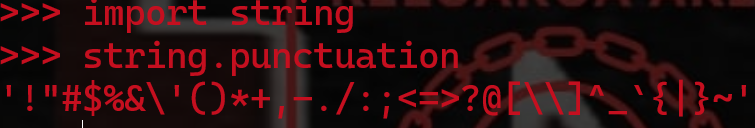 >>> import string
>>> string.punctuation
'!"#$%&\'()*+,-./:;<=>?@[\\]^_`{|}~'